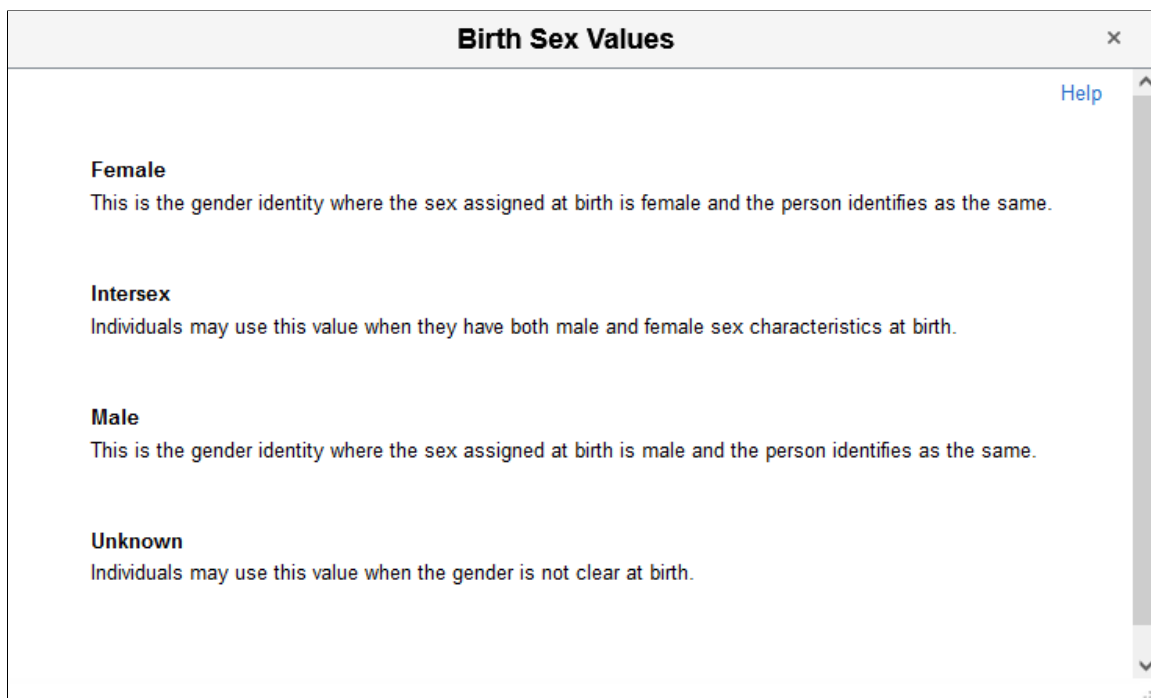 Birth Sex Values
×
Help
Female
This is the gender identity where the sex assigned at birth is female and the person identifies as the same.
Intersex
Individuals may use this value when they have both male and female sex characteristics at birth.
Male
This is the gender identity where the sex assigned at birth is male and the person identifies as the same.
Unknown
Individuals may use this value when the gender is not clear at birth.